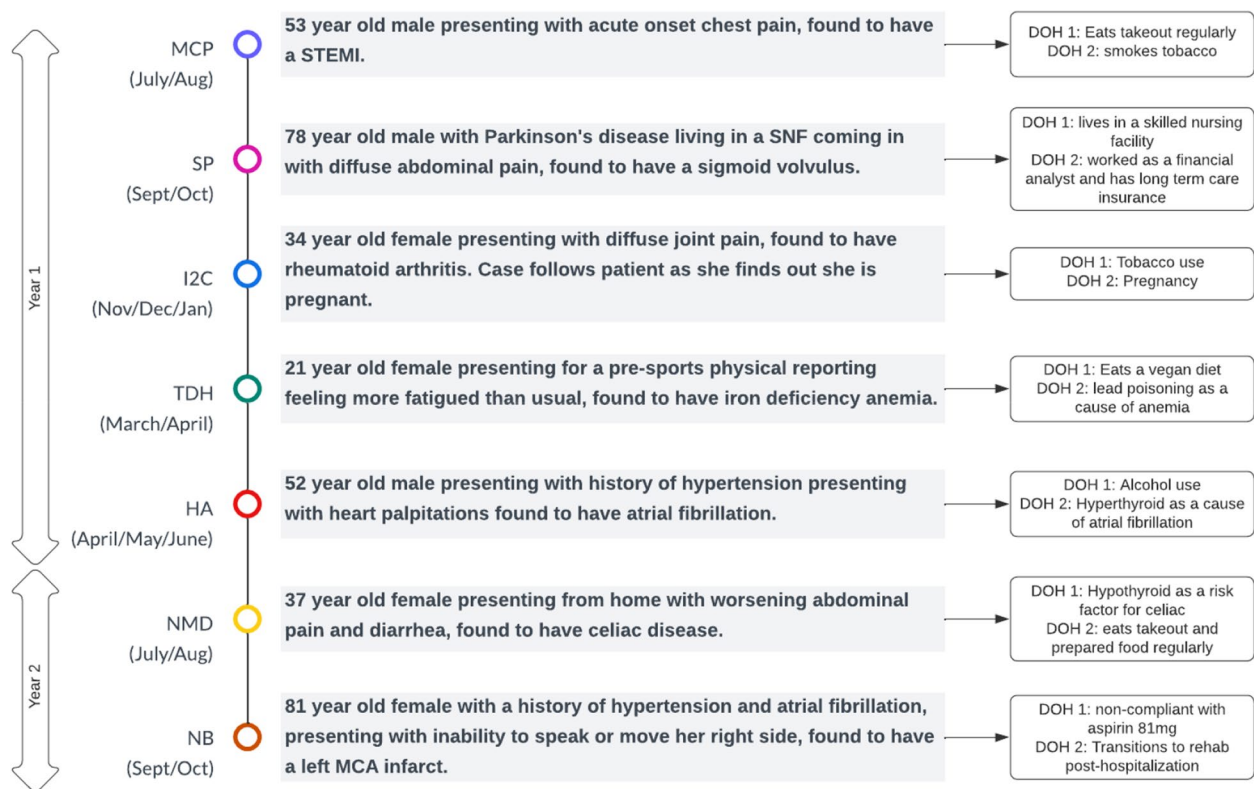 Year 1
MCP
(July/Aug)
53 year old male presenting with acute onset chest pain, found to have
a STEMI.
DOH 1: Eats takeout regularly
DOH 2: smokes tobacco
SP
(Sept/Oct)
78 year old male with Parkinson's disease living in a SNF coming in
with diffuse abdominal pain, found to have a sigmoid volvulus.
DOH 1: lives in a skilled nursing
facility
DOH 2: worked as a financial
analyst and has long term care
insurance
I2C
(Nov/Dec/Jan)
34 year old female presenting with diffuse joint pain, found to have
rheumatoid arthritis. Case follows patient as she finds out she is
pregnant.
DOH 1: Tobacco use
DOH 2: Pregnancy
TDH
(March/April)
21 year old female presenting for a pre-sports physical reporting
feeling more fatigued than usual, found to have iron deficiency anemia.
DOH 1: Eats a vegan diet
DOH 2: lead poisoning as a
cause of anemia
HA
(April/May/June)
52 year old male presenting with history of hypertension presenting
with heart palpitations found to have atrial fibrillation.
DOH 1: Alcohol use
DOH 2: Hyperthyroid as a cause
of atrial fibrillation
Year 2
NMD
(July/Aug)
37 year old female presenting from home with worsening abdominal
pain and diarrhea, found to have celiac disease.
DOH 1: Hypothyroid as a risk
factor for celiac
DOH 2: eats takeout and
prepared food regularly
NB
(Sept/Oct)
81 year old female with a history of hypertension and atrial fibrillation,
presenting with inability to speak or move her right side, found to have
a left MCA infarct.
DOH 1: non-compliant with
aspirin 81mg
DOH 2: Transitions to rehab
post-hospitalization